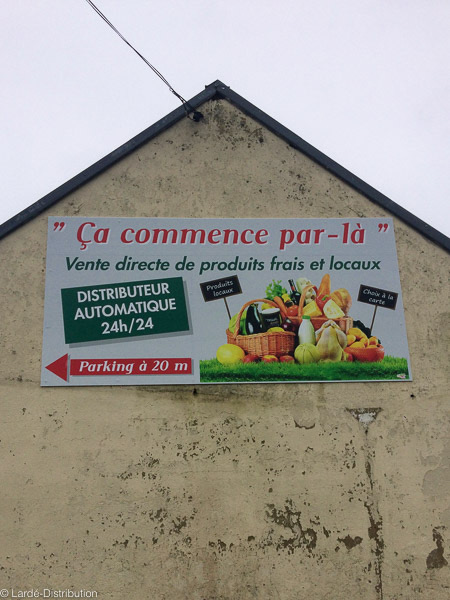 ” Ça commence par-là ”
Vente directe de produits frais et locaux
DISTRIBUTEUR
AUTOMATIQUE
24h/24
Produits
locaux
Choix à la
carte
Parking à 20 m
© Lardé-Distribution